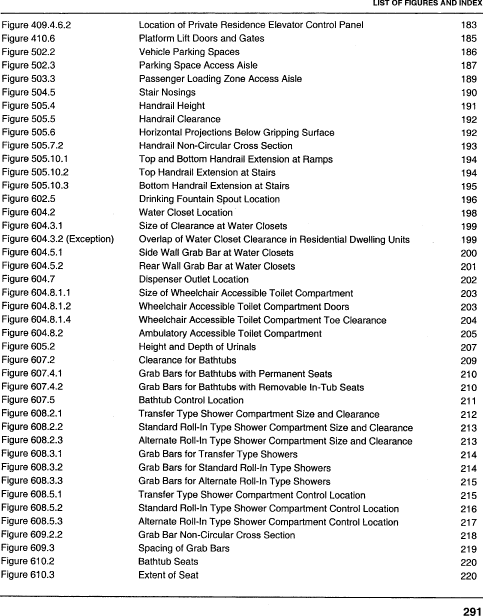 LIST OF FIGURES AND INDEX
Figure 409.4.6.2 Location of Private Residence Elevator Control Panel 183
Figure 410.6 Platform Lift Doors and Gates 185
Figure 502.2 Vehicle Parking Spaces 186
Figure 502.3 Parking Space Access Aisle 187
Figure 503.3 Passenger Loading Zone Access Aisle 189
Figure 504.5 Stair Nosings 190
Figure 505.4 Handrail Height 191
Figure 505.5 Handrail Clearance 192
Figure 505.6 Horizontal Projections Below Gripping Surface 192
Figure 505.7.2 Handrail Non-Circular Cross Section 193
Figure 505.10.1 Top and Bottom Handrail Extension at Ramps 194
Figure 505.10.2 Top Handrail Extension at Stairs 194
Figure 505.10.3 Bottom Handrail Extension at Stairs 195
Figure 602.5 Drinking Fountain Spout Location 196
Figure 604.2 Water Closet Location 198
Figure 604.3.1 Size of Clearance at Water Closets 199
Figure 604.3.2 (Exception) Overlap of Water Closet Clearance in Residential Dwelling Units 199
Figure 604.5.1 Side Wall Grab Bar at Water Closets 200
Figure 604.5.2 Rear Wall Grab Bar at Water Closets 201
Figure 604.7 Dispenser Outlet Location 202
Figure 604.8.1.1 Size of Wheelchair Accessible Toilet Compartment 203
Figure 604.8.1.2 Wheelchair Accessible Toilet Compartment Doors 203
Figure 604.8.1.4 Wheelchair Accessible Toilet Compartment Toe Clearance 204
Figure 604.8.2 Ambulatory Accessible Toilet Compartment 205
Figure 605.2 Height and Depth of Urinals 207
Figure 607.2 Clearance for Bathtubs 209
Figure 607.4.1 Grab Bars for Bathtubs with Permanent Seats 210
Figure 607.4.2 Grab Bars for Bathtubs with Removable In-Tub Seats 210
Figure 607.5 Bathtub Control Location 211
Figure 608.2.1 Transfer Type Shower Compartment Size and Clearance 212
Figure 608.2.2 Standard Roll-In Type Shower Compartment Size and Clearance 213
Figure 608.2.3 Alternate Roll-In Type Shower Compartment Size and Clearance 213
Figure 608.3.1 Grab Bars for Transfer Type Showers 214
Figure 608.3.2 Grab Bars for Standard Roll-In Type Showers 214
Figure 608.3.3 Grab Bars for Alternate Roll-In Type Showers 215
Figure 608.5.1 Transfer Type Shower Compartment Control Location 215
Figure 608.5.2 Standard Roll-In Type Shower Compartment Control Location 216
Figure 608.5.3 Alternate Roll-In Type Shower Compartment Control Location 217
Figure 609.2.2 Grab Bar Non-Circular Cross Section 218
Figure 609.3 Spacing of Grab Bars 219
Figure 610.2 Bathtub Seats 220
Figure 610.3 Extent of Seat 220
291